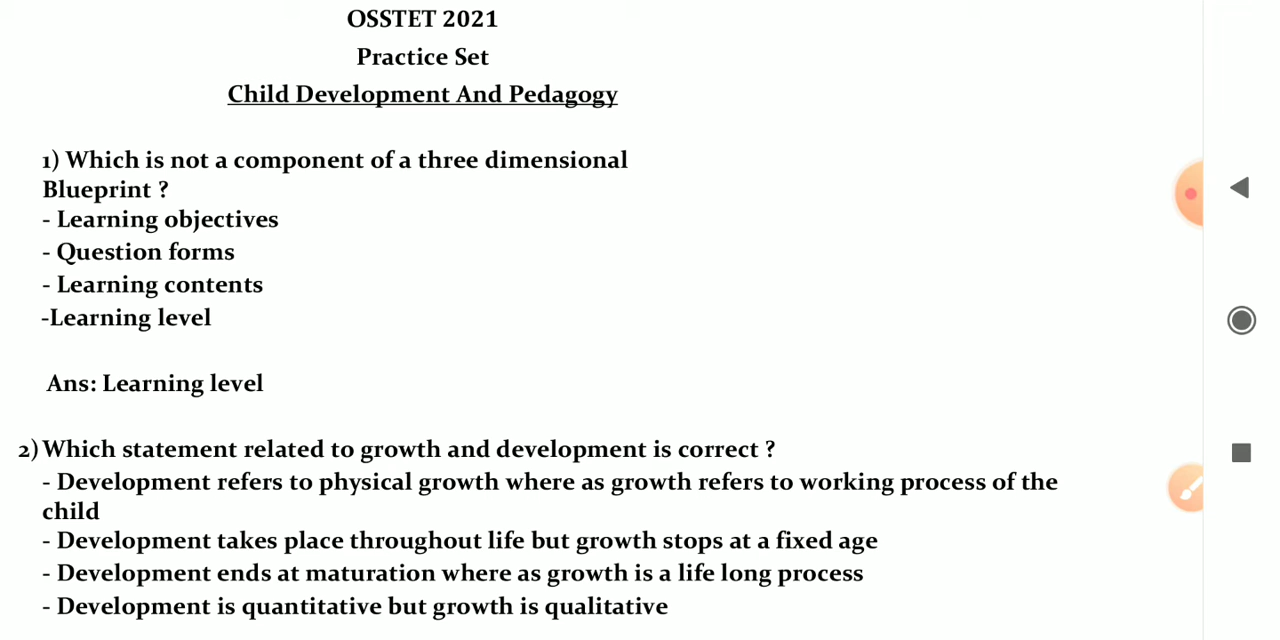 OSSTET 2021
Practice Set
Child Development And Pedagogy
1) Which is not a component of a three dimensional
Blueprint ?
- Learning objectives
- Question forms
- Learning contents
-Learning level
Ans: Learning level
2) Which statement related to growth and development is correct ?
- Development refers to physical growth where as growth refers to working process of the
child
- Development takes place throughout life but growth stops at a fixed age
- Development ends at maturation where as growth is a life long process
- Development is quantitative but growth is qualitative